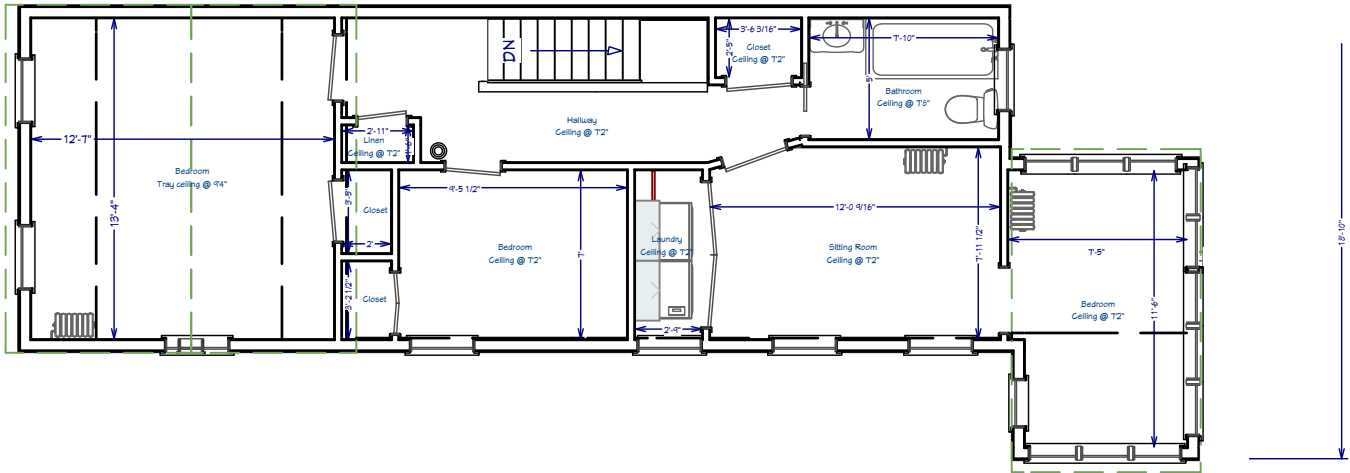 3'-6 3/16"
7'-10"
DN
2'-5"
Closet
Ceiling @ 7'2"
5'
Bathroom
Ceiling @ 7'8"
Hallway
Ceiling @ 7'2"
12'-7"
2'-11"
Linen
Ceiling @ 7'2"
1'-6"
Bedroom
Tray ceiling @ 9'4"
13'-4"
3'-5"
Closet
2'
9'-5 1/2"
Bedroom
Ceiling @ 7'2"
7'
Laundry
Ceiling @ 7'2"
2'-9"
12'-0 9/16"
Sitting Room
Ceiling @ 7'2"
7'-11 1/2"
7'-5"
Bedroom
Ceiling @ 7'2"
11'-6"
3'-2 1/2"
Closet
18'-10"